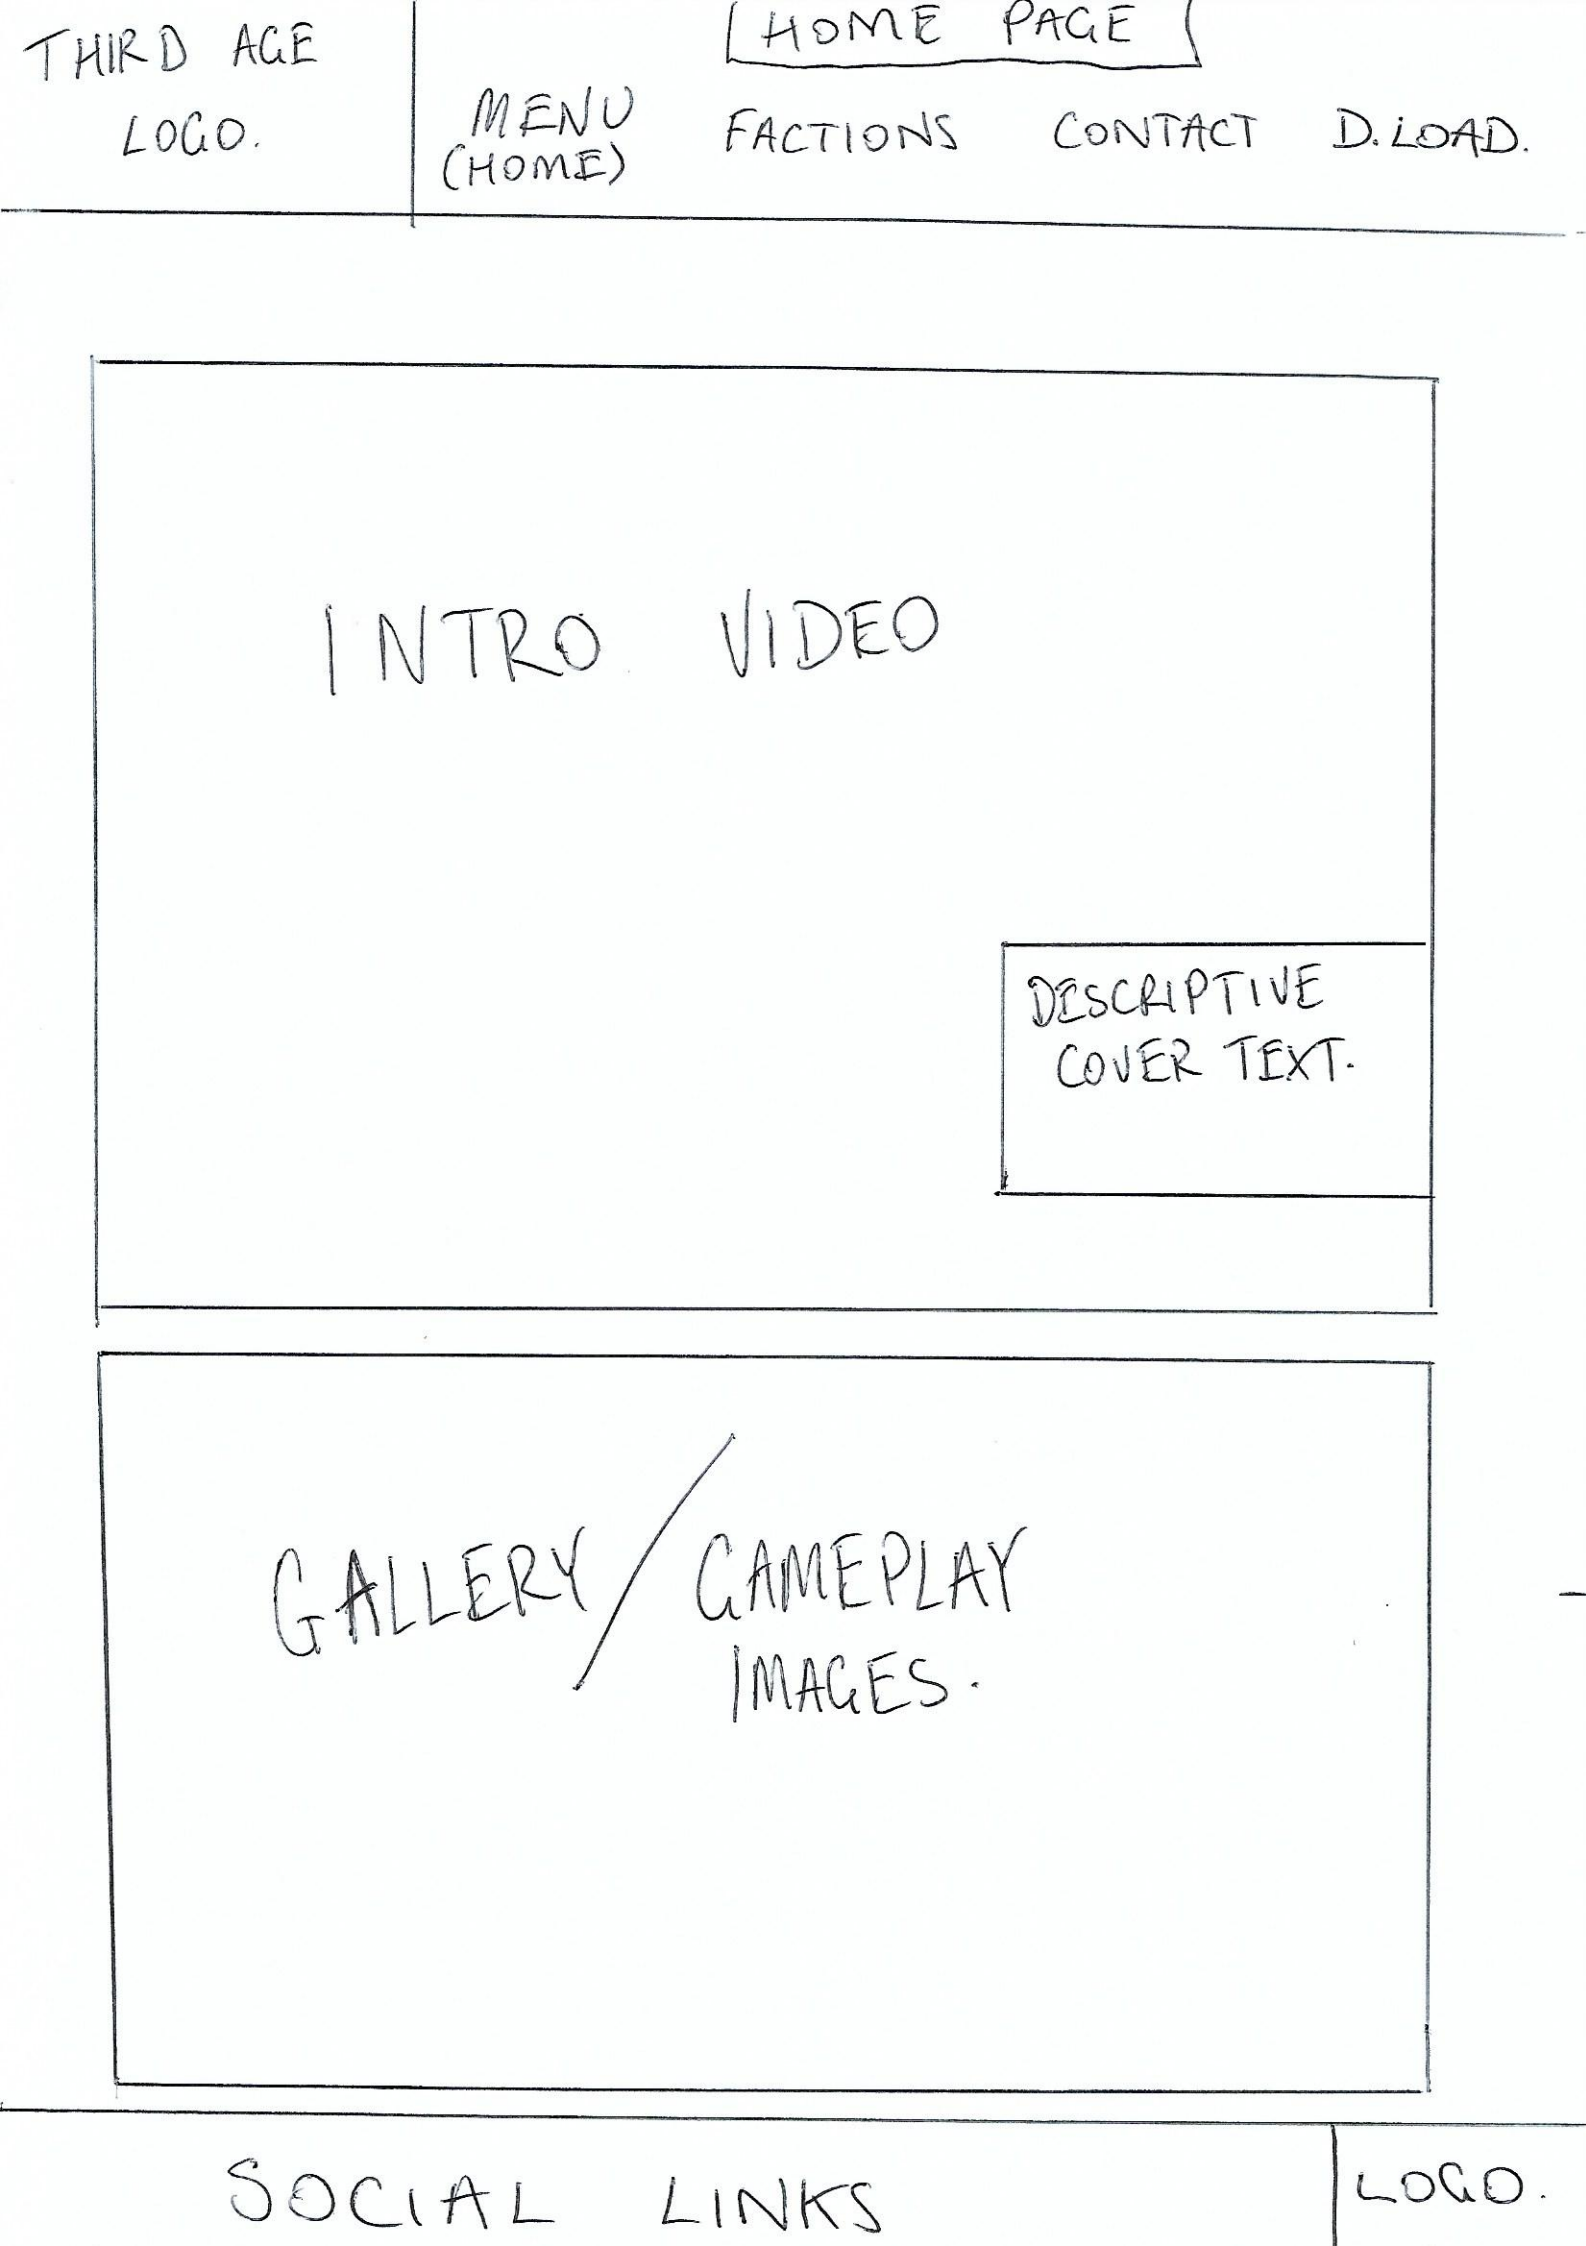 HOME PAGE
THIRD AGE
LOGO.
MENU
(HOME)
FACTIONS
CONTACT
D.LOAD.
INTRO VIDEO
DESCRIPTIVE
COVER TEXT.
GALLERY / GAMEPLAY
IMAGES.
SOCIAL LINKS
LOGO.